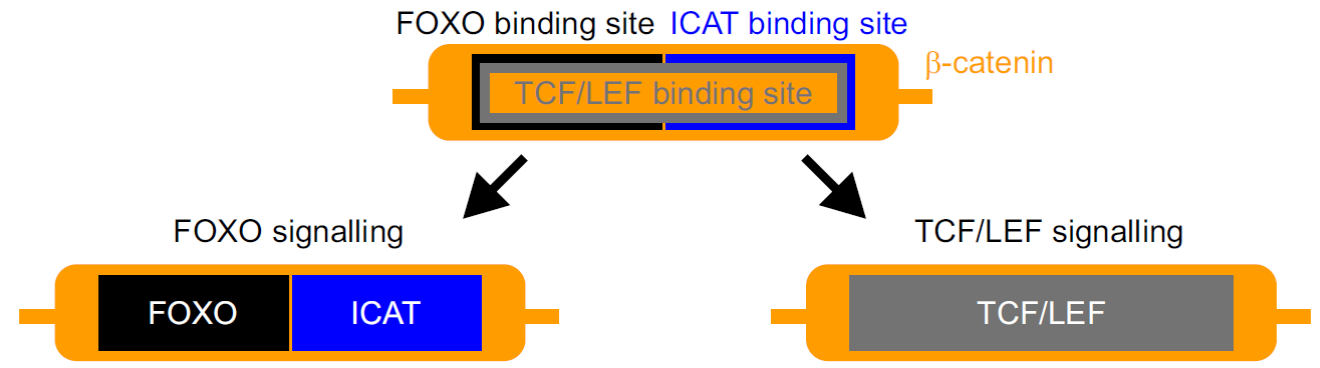 FOXO binding site ICAT binding site
β-catenin
TCF/LEF binding site
FOXO signalling
TCF/LEF signalling
FOXO
ICAT
TCF/LEF